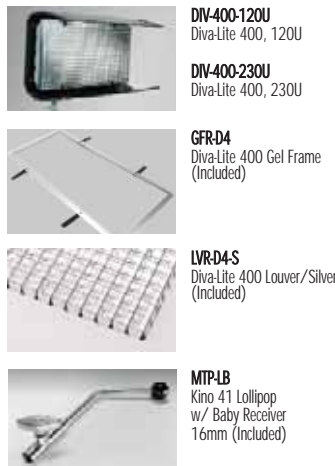 DIV-400-120U
Diva-Lite 400, 120U
DIV-400-230U
Diva-Lite 400, 230U
GFR-D4
Diva-Lite 400 Gel Frame
(Included)
LVR-D4-S
Diva-Lite 400 Louver/Silver
(Included)
MTP-LB
Kino 41 Lollipop
w/ Baby Receiver
16mm (Included)